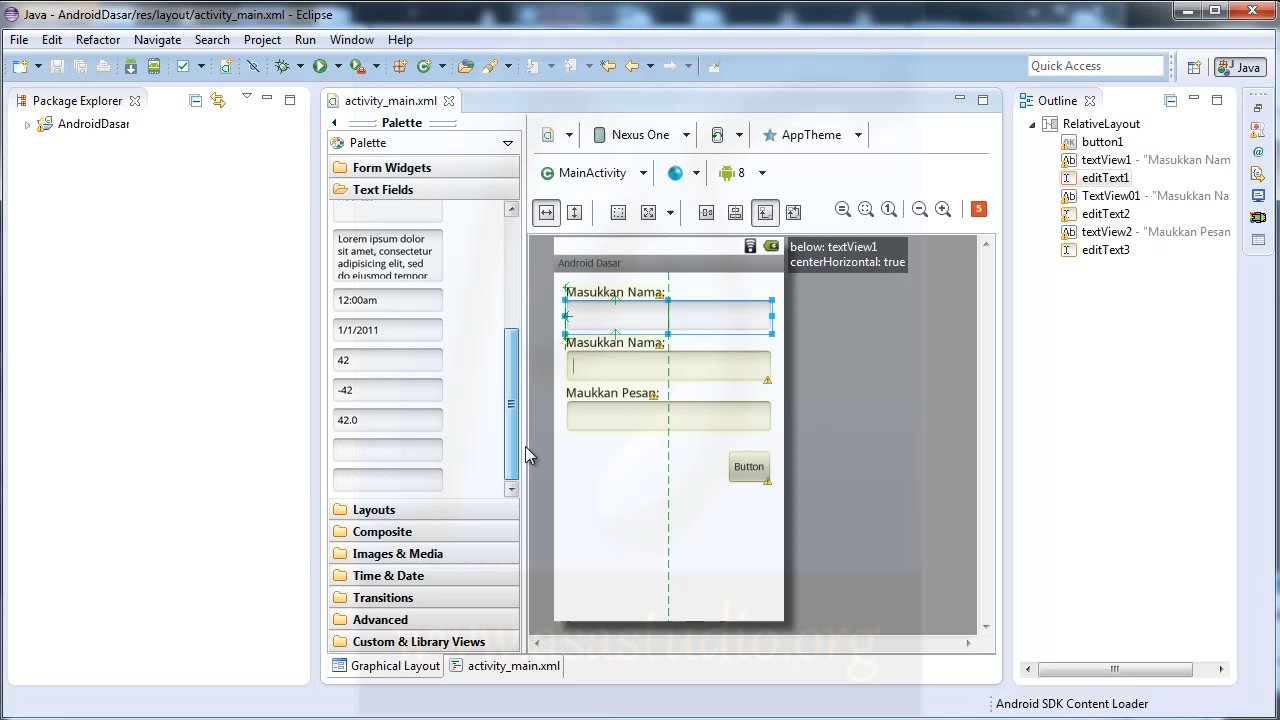 Java - AndroidDasar/res/layout/activity_main.xml - Eclipse
File Edit Refactor Navigate Search Project Run Window Help
Quick Access
Java
Package Explorer
AndroidDasar
activity_main.xml
Palette
Palette
Form Widgets
Text Fields
Lorem ipsum dolor
sit amet, consectetur
adipisicing elit, sed
do eiusmod tempor
12:00am
1/1/2011
42
-42
42.0
Layouts
Composite
Images & Media
Time & Date
Transitions
Advanced
Custom & Library Views
Graphical Layout
activity_main.xml
Nexus One
AppTheme
MainActivity
8
5
below: textView1
centerHorizontal: true
Android Dasar
Masukkan Nama:
Masukkan Nama:
Maukkan Pesan:
Button
Outline
RelativeLayout
button1
textView1 - "Masukkan Nam
editText1
TextView01 - "Masukkan Na
editText2
textView2 - "Maukkan Pesan
editText3
Android SDK Content Loader